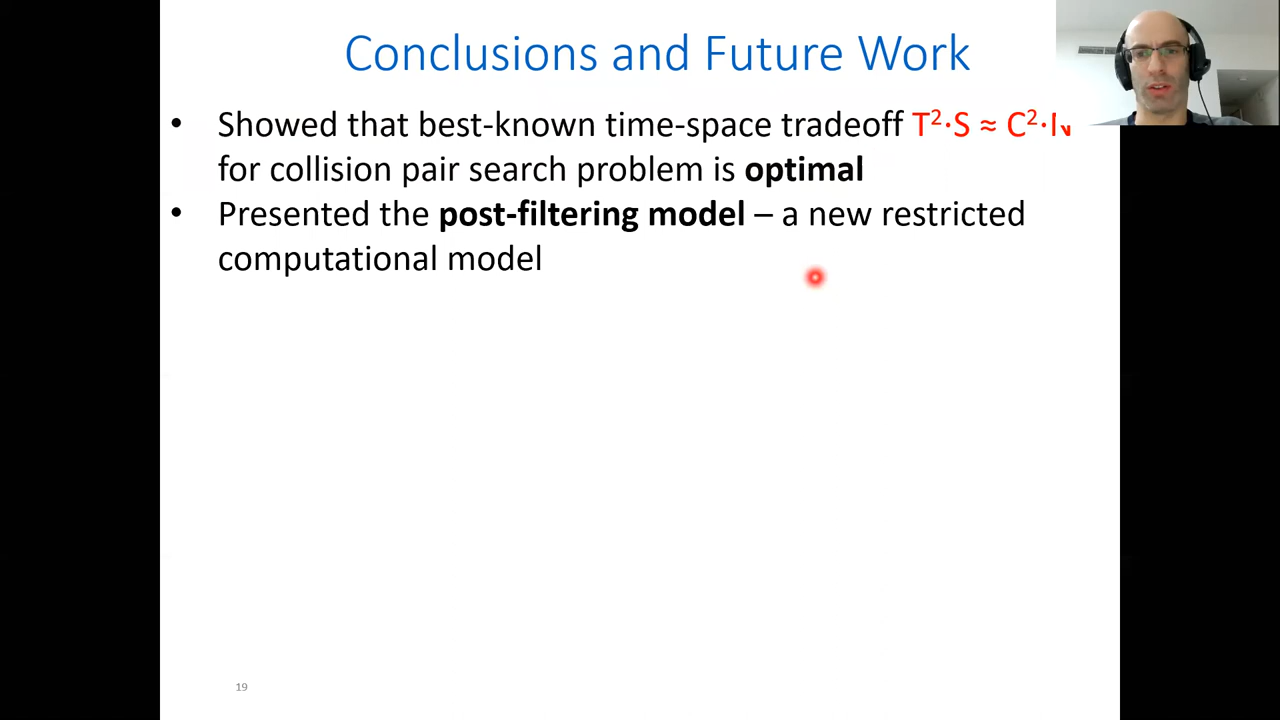 Conclusions and Future Work
• Showed that best-known time-space tradeoff T²·S ≈ C²·
for collision pair search problem is optimal
• Presented the post-filtering model – a new restricted
computational model
19